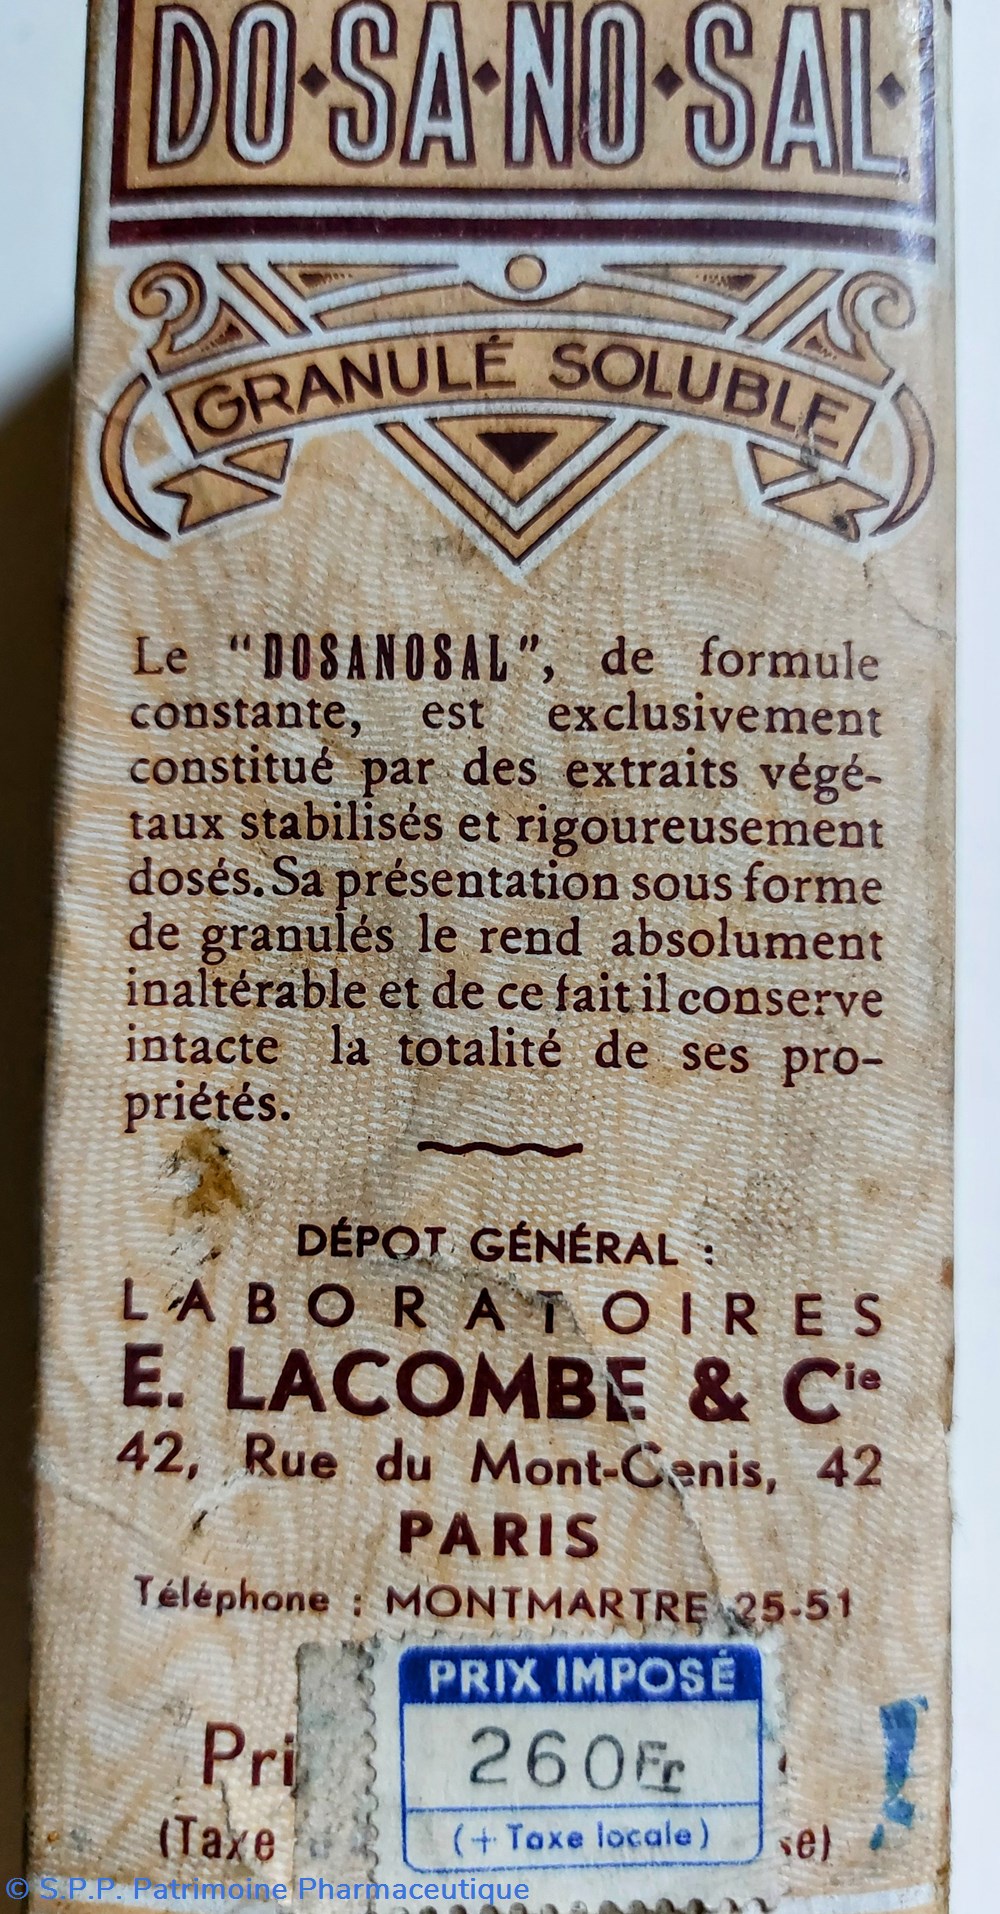 DO·SA·NO·SAL·
GRANULÉ SOLUBLE
Le "DOSANOSAL", de formule
constante, est exclusivement
constitué par des extraits végé-
taux stabilisés et rigoureusement
dosés. Sa présentation sous forme
de granulés le rend absolument
inaltérable et de ce fait il conserve
intacte la totalité de ses pro-
priétés.
DÉPOT GÉNÉRAL :
LABORATOIRES
E. LACOMBE & Cie
42, Rue du Mont-Cenis, 42
PARIS
Téléphone : MONTMARTRE 25-51
PRIX IMPOSÉ
Pri
260Fr
(Taxe
(+ Taxe locale)
se)
© S.P.P. Patrimoine Pharmaceutique